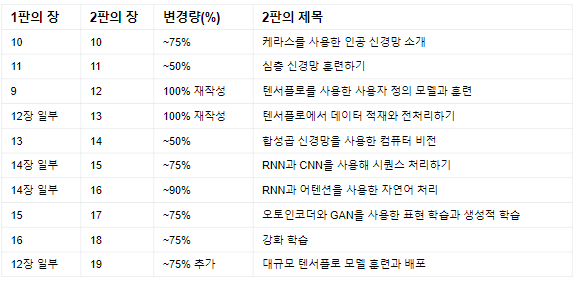 1판의 장 2판의 장 변경량(%) 2판의 제목
10 10 ~75% 케라스를 사용한 인공 신경망 소개
11 11 ~50% 심층 신경망 훈련하기
9 12 100% 재작성 텐서플로를 사용한 사용자 정의 모델과 훈련
12장 일부 13 100% 재작성 텐서플로에서 데이터 적재와 전처리하기
13 14 ~50% 합성곱 신경망을 사용한 컴퓨터 비전
14장 일부 15 ~75% RNN과 CNN을 사용해 시퀀스 처리하기
14장 일부 16 ~90% RNN과 어텐션을 사용한 자연어 처리
15 17 ~75% 오토인코더와 GAN을 사용한 표현 학습과 생성적 학습
16 18 ~75% 강화 학습
12장 일부 19 ~75% 추가 대규모 텐서플로 모델 훈련과 배포